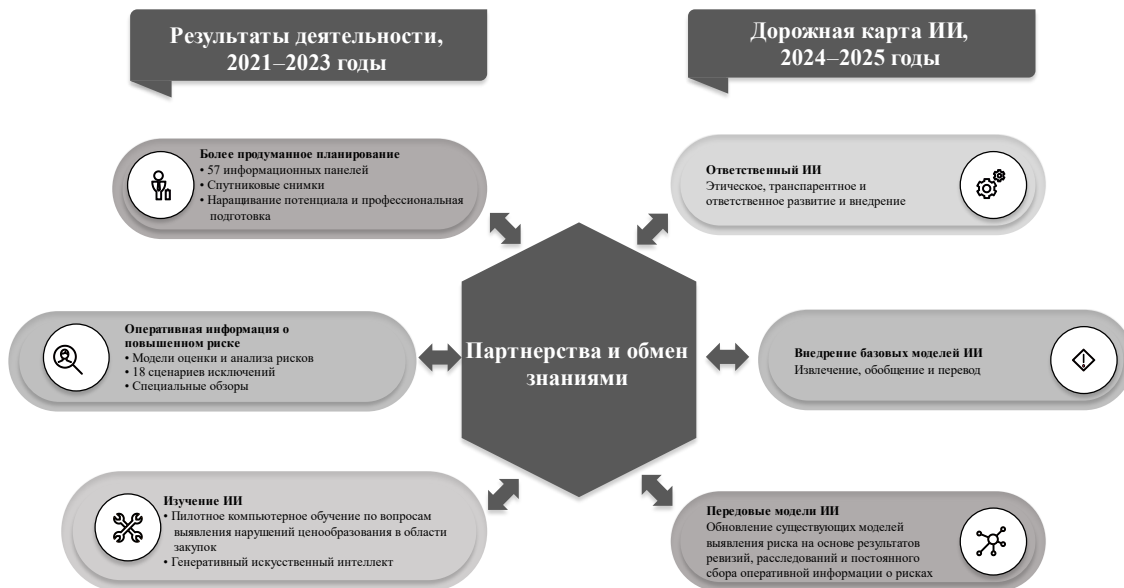 Результаты деятельности,
2021–2023 годы
Более продуманное планирование
• 57 информационных панелей
• Спутниковые снимки
• Наращивание потенциала и профессиональная
подготовка
Оперативная информация о
повышенном риске
• Модели оценки и анализа рисков
• 18 сценариев исключений
• Специальные обзоры
Изучение ИИ
• Пилотное компьютерное обучение по вопросам
выявления нарушений ценообразования в области
закупок
• Генеративный искусственный интеллект
Партнерства и обмен
знаниями
Дорожная карта ИИ,
2024–2025 годы
Ответственный ИИ
Этическое, транспарентное и
ответственное развитие и внедрение
Внедрение базовых моделей ИИ
Извлечение, обобщение и перевод
Передовые модели ИИ
Обновление существующих моделей
выявления риска на основе результатов
ревизий, расследований и постоянного
сбора оперативной информации о рисках